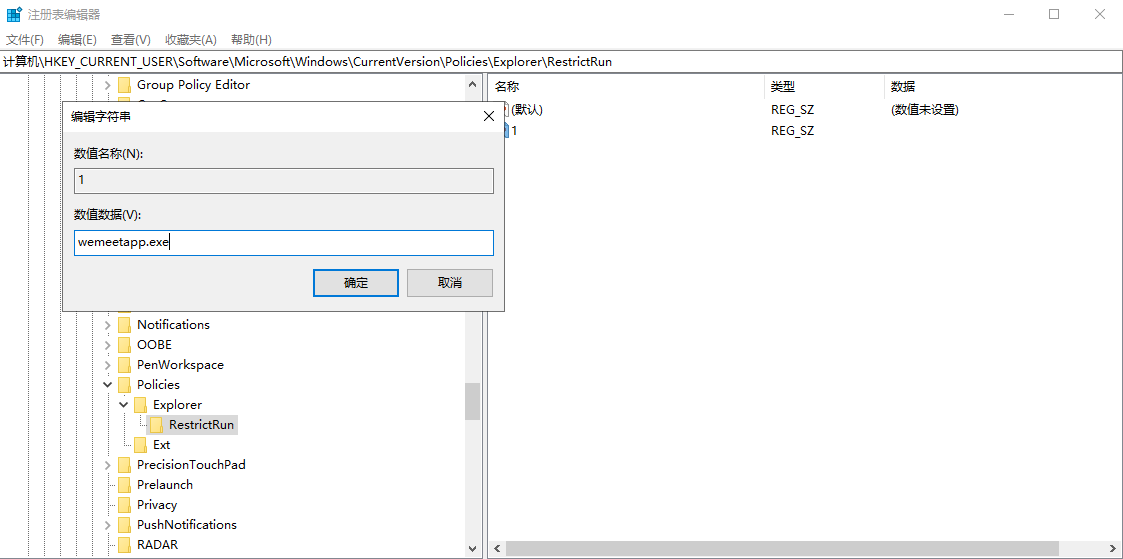 注册表编辑器
文件(F) 编辑(E) 查看(V) 收藏夹(A) 帮助(H)
计算机\HKEY_CURRENT_USER\Software\Microsoft\Windows\CurrentVersion\Policies\Explorer\RestrictRun
Group Policy Editor
名称 类型 数据
(默认) REG_SZ (数值未设置)
1 REG_SZ
编辑字符串
数值名称(N):
1
数值数据(V):
wemeetapp.exe
确定 取消
Notifications
OOBE
PenWorkspace
Policies
Explorer
RestrictRun
Ext
PrecisionTouchPad
Prelaunch
Privacy
PushNotifications
RADAR